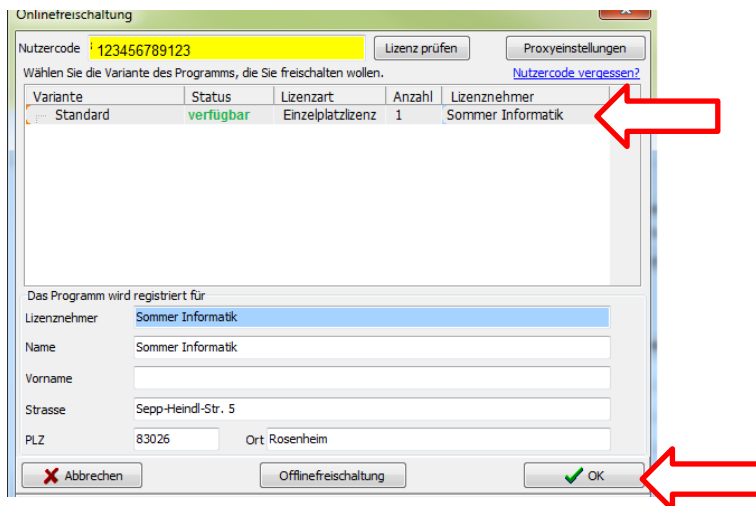 Onlinefreischaltung
Nutzercode 123456789123 Lizenz prüfen Proxyeinstellungen
Wählen Sie die Variante des Programms, die Sie freischalten wollen. Nutzercode vergessen?
Variante Status Lizenzart Anzahl Lizenznehmer
Standard verfügbar Einzelplatzlizenz 1 Sommer Informatik
Das Programm wird registriert für
Lizenznehmer Sommer Informatik
Name Sommer Informatik
Vorname
Strasse Sepp-Heindl-Str. 5
PLZ 83026 Ort Rosenheim
Abbrechen Offlinefreischaltung OK